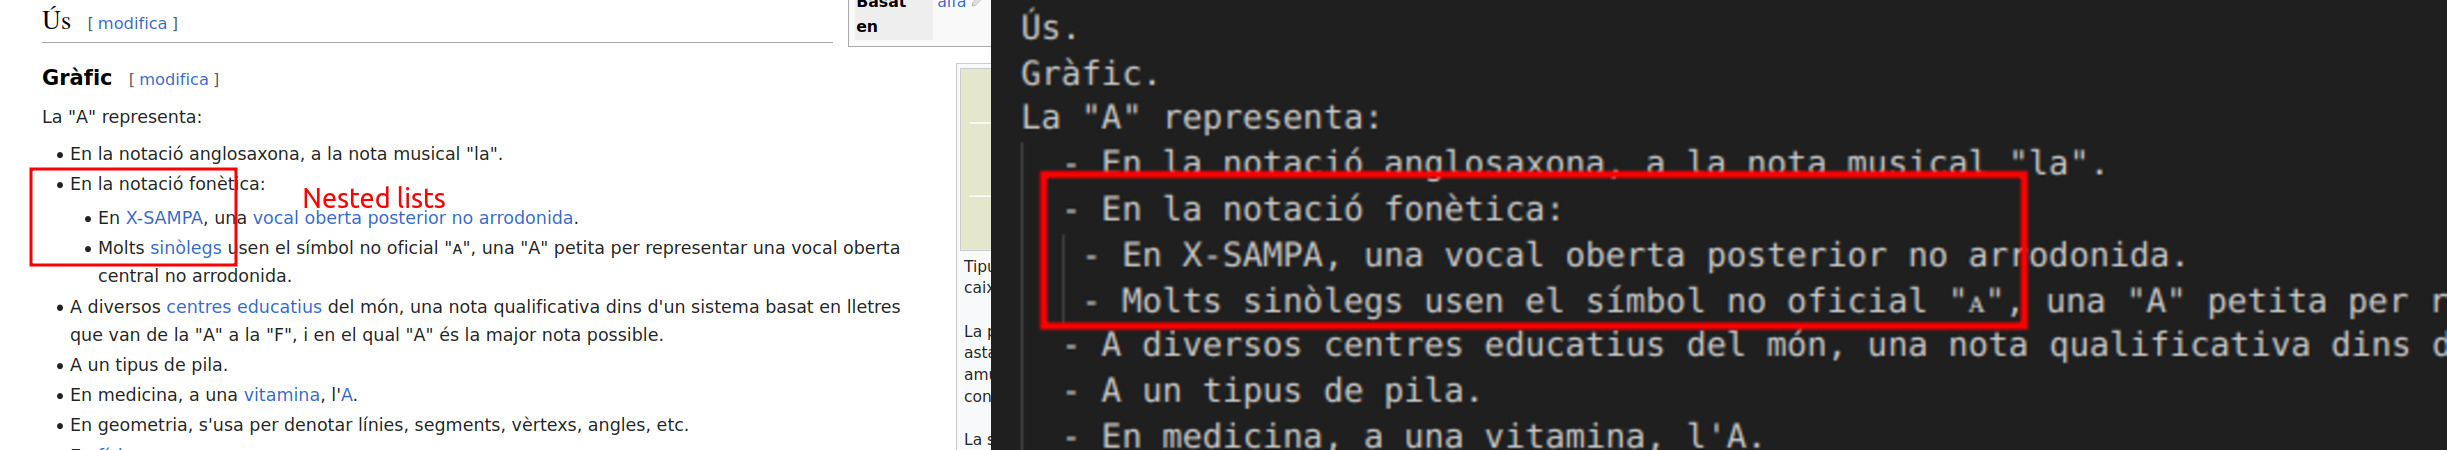 Ús [ modifica ]
Basat
en
alfa
Gràfic [ modifica ]
La "A" representa:
• En la notació anglosaxona, a la nota musical "la".
• En la notació fonètica:
Nested lists
• En X-SAMPA, una vocal oberta posterior no arrodonida.
• Molts sinòlegs usen el símbol no oficial "ᴀ", una "A" petita per representar una vocal oberta
central no arrodonida.
• A diversos centres educatius del món, una nota qualificativa dins d'un sistema basat en lletres
que van de la "A" a la "F", i en el qual "A" és la major nota possible.
• A un tipus de pila.
• En medicina, a una vitamina, l'A.
• En geometria, s'usa per denotar línies, segments, vèrtexs, angles, etc.
La
La
Ús.
Gràfic.
La "A" representa:
- En la notació anglosaxona, a la nota musical "la".
- En la notació fonètica:
- En X-SAMPA, una vocal oberta posterior no arrodonida.
- Molts sinòlegs usen el símbol no oficial "ᴀ", una "A" petita per
- A diversos centres educatius del món, una nota qualificativa dins
- A un tipus de pila.
- En medicina, a una vitamina, l'A.